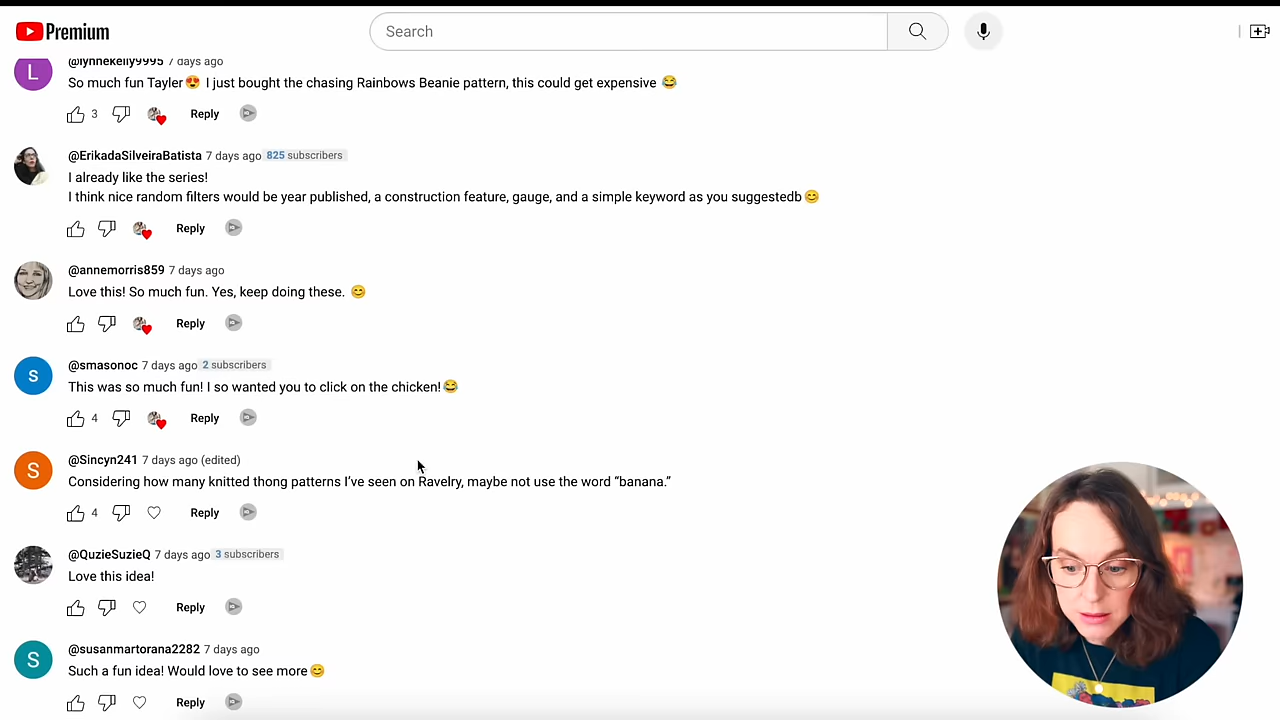 Premium
Search
@lynnekelly9995 7 days ago
So much fun Tayler😍 I just bought the chasing Rainbows Beanie pattern, this could get expensive 😂
3 Reply
@ErikadaSilveiraBatista 7 days ago 825 subscribers
I already like the series!
I think nice random filters would be year published, a construction feature, gauge, and a simple keyword as you suggestedb😊
Reply
@annemorris859 7 days ago
Love this! So much fun. Yes, keep doing these. 😊
Reply
@smasonoc 7 days ago 2 subscribers
This was so much fun! I so wanted you to click on the chicken!😂
4 Reply
@Sincyn241 7 days ago (edited)
Considering how many knitted thong patterns I’ve seen on Ravelry, maybe not use the word “banana.”
4 Reply
@QuzieSuzieQ 7 days ago 3 subscribers
Love this idea!
Reply
@susanmartorana2282 7 days ago
Such a fun idea! Would love to see more😊
Reply
L
S
S
S